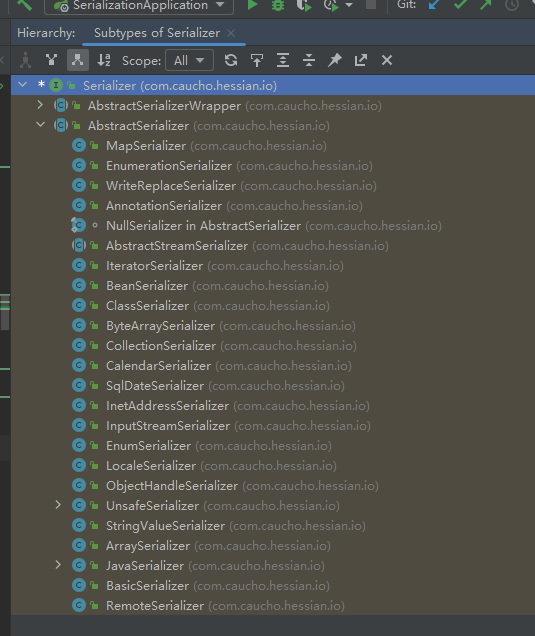 SerializationApplication
Git:
Hierarchy: Subtypes of Serializer
Scope: All
* Serializer (com.caucho.hessian.io)
AbstractSerializerWrapper (com.caucho.hessian.io)
AbstractSerializer (com.caucho.hessian.io)
MapSerializer (com.caucho.hessian.io)
EnumerationSerializer (com.caucho.hessian.io)
WriteReplaceSerializer (com.caucho.hessian.io)
AnnotationSerializer (com.caucho.hessian.io)
NullSerializer in AbstractSerializer (com.caucho.hessian.io)
AbstractStreamSerializer (com.caucho.hessian.io)
IteratorSerializer (com.caucho.hessian.io)
BeanSerializer (com.caucho.hessian.io)
ClassSerializer (com.caucho.hessian.io)
ByteArraySerializer (com.caucho.hessian.io)
CollectionSerializer (com.caucho.hessian.io)
CalendarSerializer (com.caucho.hessian.io)
SqlDateSerializer (com.caucho.hessian.io)
InetAddressSerializer (com.caucho.hessian.io)
InputStreamSerializer (com.caucho.hessian.io)
EnumSerializer (com.caucho.hessian.io)
LocaleSerializer (com.caucho.hessian.io)
ObjectHandleSerializer (com.caucho.hessian.io)
UnsafeSerializer (com.caucho.hessian.io)
StringValueSerializer (com.caucho.hessian.io)
ArraySerializer (com.caucho.hessian.io)
JavaSerializer (com.caucho.hessian.io)
BasicSerializer (com.caucho.hessian.io)
RemoteSerializer (com.caucho.hessian.io)